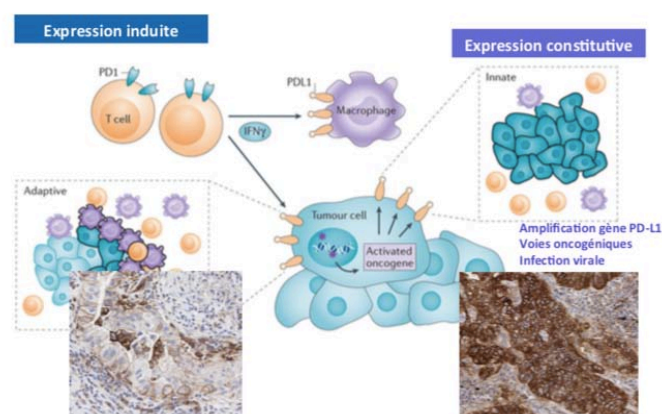 Expression induite
Expression constitutive
PD1
T cell
PDL1
Macrophage
IFNγ
Innate
Adaptive
Tumour cell
Activated
oncogene
Amplification gène PD-L1
Voies oncogéniques
Infection virale